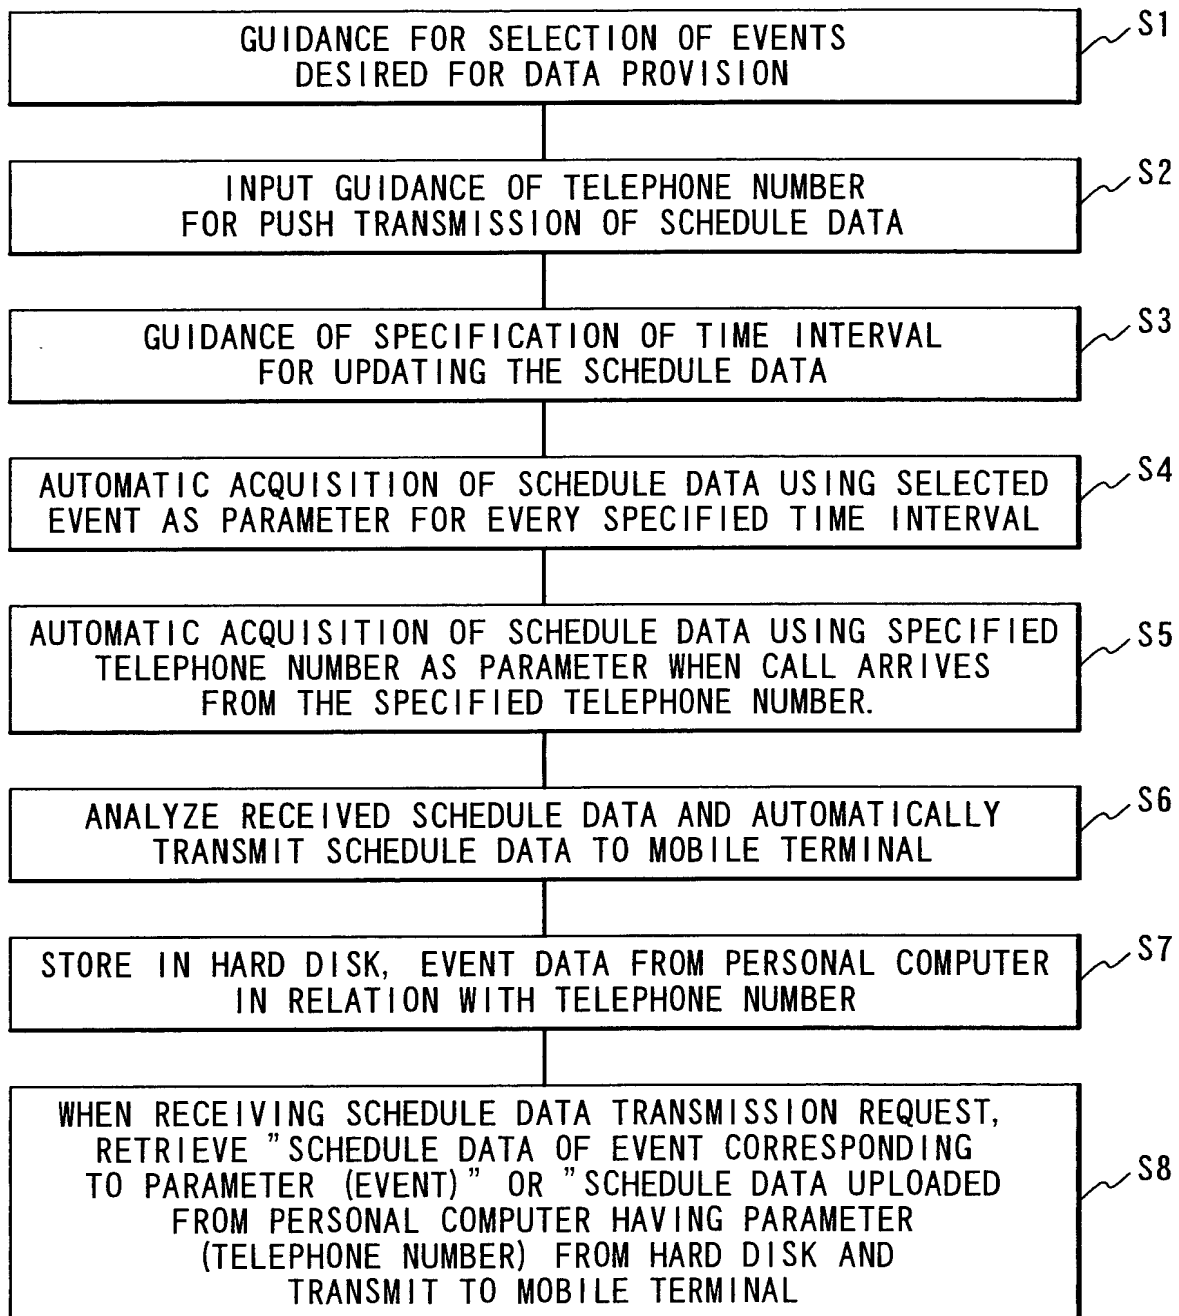 GUIDANCE FOR SELECTION OF EVENTS
DESIRED FOR DATA PROVISION
S1
INPUT GUIDANCE OF TELEPHONE NUMBER
FOR PUSH TRANSMISSION OF SCHEDULE DATA
S2
GUIDANCE OF SPECIFICATION OF TIME INTERVAL
FOR UPDATING THE SCHEDULE DATA
S3
AUTOMATIC ACQUISITION OF SCHEDULE DATA USING SELECTED
EVENT AS PARAMETER FOR EVERY SPECIFIED TIME INTERVAL
S4
AUTOMATIC ACQUISITION OF SCHEDULE DATA USING SPECIFIED
TELEPHONE NUMBER AS PARAMETER WHEN CALL ARRIVES
FROM THE SPECIFIED TELEPHONE NUMBER.
S5
ANALYZE RECEIVED SCHEDULE DATA AND AUTOMATICALLY
TRANSMIT SCHEDULE DATA TO MOBILE TERMINAL
S6
STORE IN HARD DISK, EVENT DATA FROM PERSONAL COMPUTER
IN RELATION WITH TELEPHONE NUMBER
S7
WHEN RECEIVING SCHEDULE DATA TRANSMISSION REQUEST,
RETRIEVE "SCHEDULE DATA OF EVENT CORRESPONDING
TO PARAMETER (EVENT)" OR "SCHEDULE DATA UPLOADED
FROM PERSONAL COMPUTER HAVING PARAMETER
(TELEPHONE NUMBER) FROM HARD DISK AND
TRANSMIT TO MOBILE TERMINAL
S8